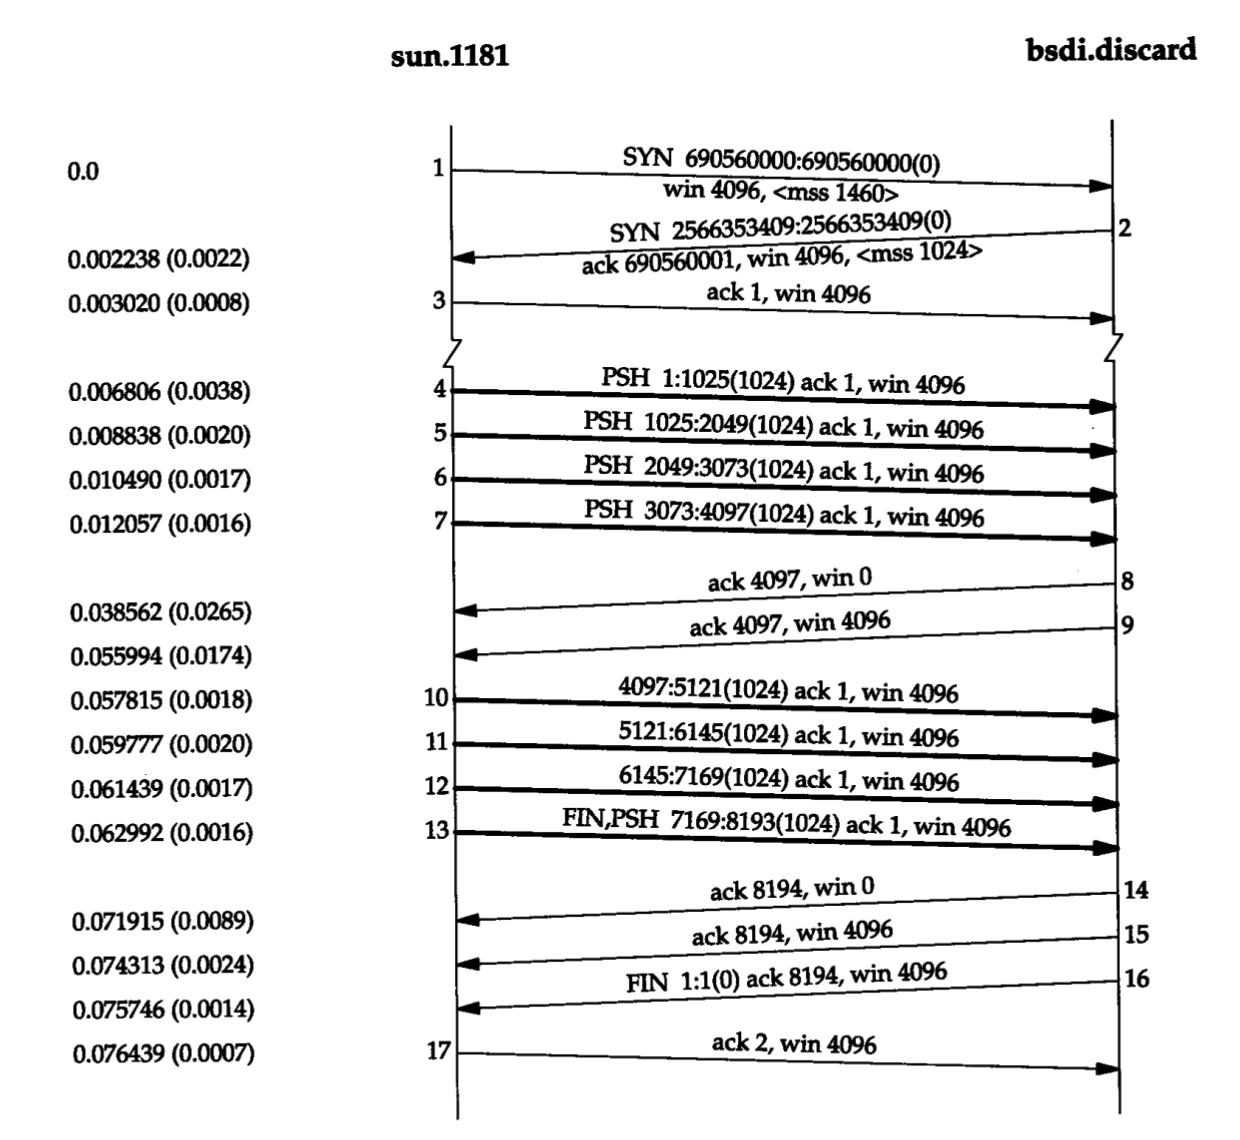 sun.1181 bsdi.discard
0.0 1 SYN 690560000:690560000(0)
win 4096, <mss 1460>
SYN 2566353409:2566353409(0) 2
0.002238 (0.0022) ack 690560001, win 4096, <mss 1024>
0.003020 (0.0008) 3 ack 1, win 4096
0.006806 (0.0038) 4 PSH 1:1025(1024) ack 1, win 4096
0.008838 (0.0020) 5 PSH 1025:2049(1024) ack 1, win 4096
0.010490 (0.0017) 6 PSH 2049:3073(1024) ack 1, win 4096
0.012057 (0.0016) 7 PSH 3073:4097(1024) ack 1, win 4096
ack 4097, win 0 8
0.038562 (0.0265)
ack 4097, win 4096 9
0.055994 (0.0174)
0.057815 (0.0018) 10 4097:5121(1024) ack 1, win 4096
0.059777 (0.0020) 11 5121:6145(1024) ack 1, win 4096
0.061439 (0.0017) 12 6145:7169(1024) ack 1, win 4096
0.062992 (0.0016) 13 FIN,PSH 7169:8193(1024) ack 1, win 4096
ack 8194, win 0 14
0.071915 (0.0089)
ack 8194, win 4096 15
0.074313 (0.0024)
FIN 1:1(0) ack 8194, win 4096 16
0.075746 (0.0014)
0.076439 (0.0007) 17 ack 2, win 4096